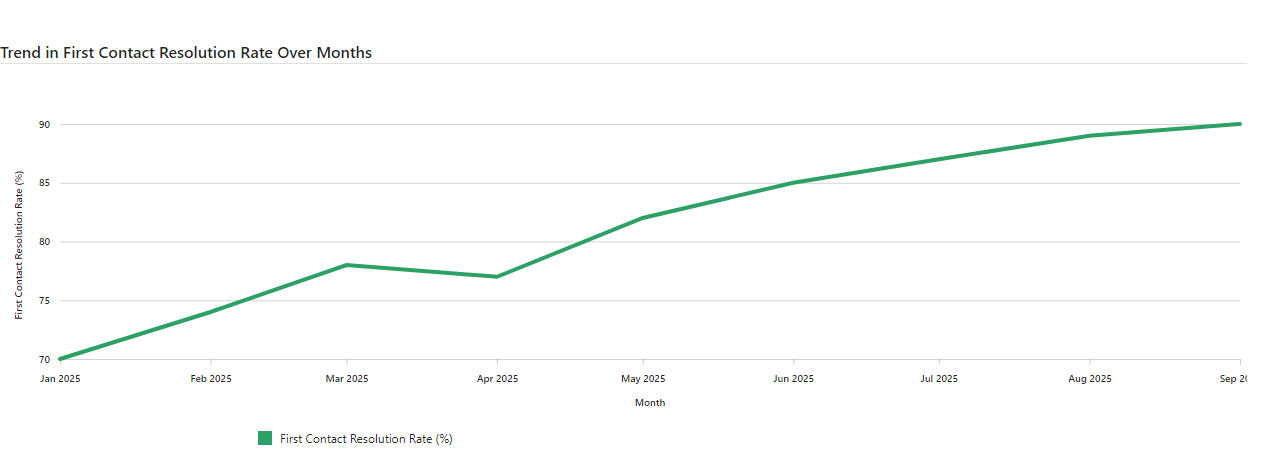 Trend in First Contact Resolution Rate Over Months
First Contact Resolution Rate (%)
90
85
80
75
70
Jan 2025 Feb 2025 Mar 2025 Apr 2025 May 2025 Jun 2025 Jul 2025 Aug 2025 Sep
Month
First Contact Resolution Rate (%)